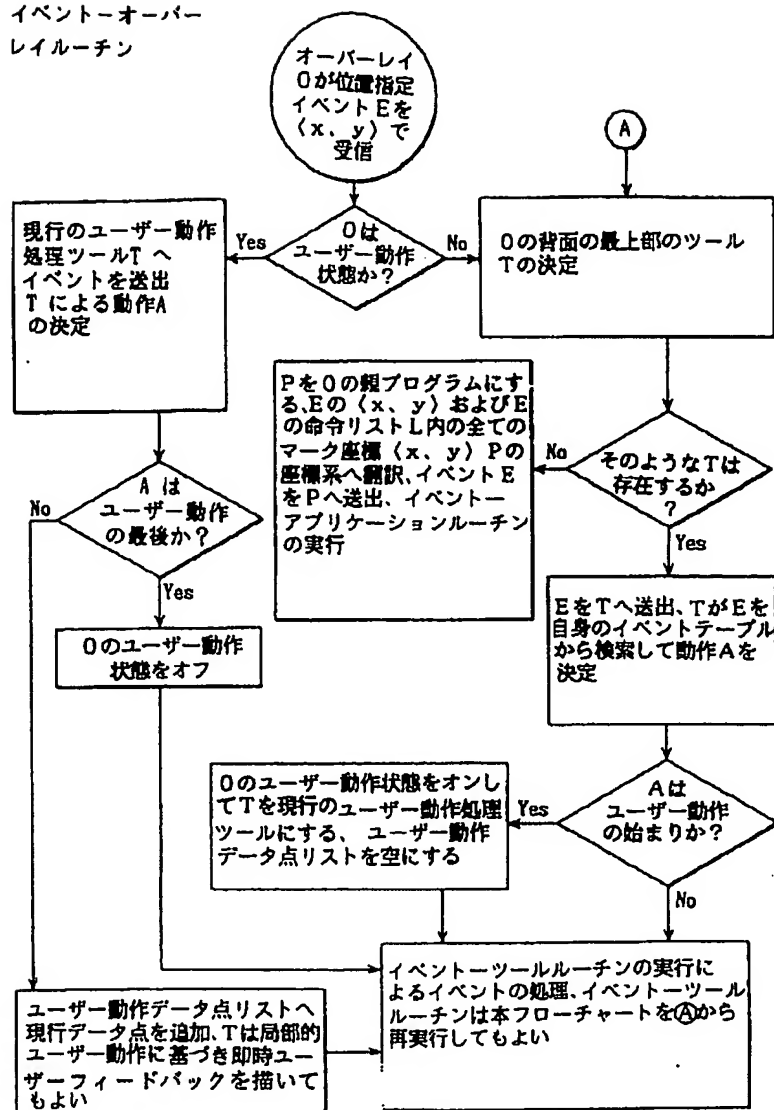 イベントーオーバー
レイルーチン
オーバーレイ
Oが位置指定
イベントEを
〈x、y〉で
受信
A
現行のユーザー動作
処理ツールT へ
イベントを送出
T による動作A
の決定
Yes
Oは
ユーザー動作
状態か?
No
Oの背面の最上部のツール
Tの決定
PをOの親プログラムにす
る、Eの〈x、y〉およびE
の命令リストL内の全ての
マーク座標〈x、y〉Pの
座標系へ翻訳、イベントE
をPへ送出、イベントー
アプリケーションルーチン
の実行
No
そのようなTは
存在するか
?
Yes
No
A は
ユーザー動作
の最後か?
Yes
EをTへ送出、TがEを
自身のイベントテーブル
から検索して動作Aを
決定
Oのユーザー動作
状態をオフ
Oのユーザー動作状態をオンし
てTを現行のユーザー動作処理
ツールにする、ユーザー動作
データ点リストを空にする
Yes
Aは
ユーザー動作
の始まりか?
No
イベントーツールルーチンの実行に
よるイベントの処理、イベントーツール
ルーチンは本フローチャートをⒶから
再実行してもよい
ユーザー動作データ点リストへ
現行データ点を追加、Tは局部的
ユーザー動作に基づき即時ユー
ザーフィードバックを描いて
もよい